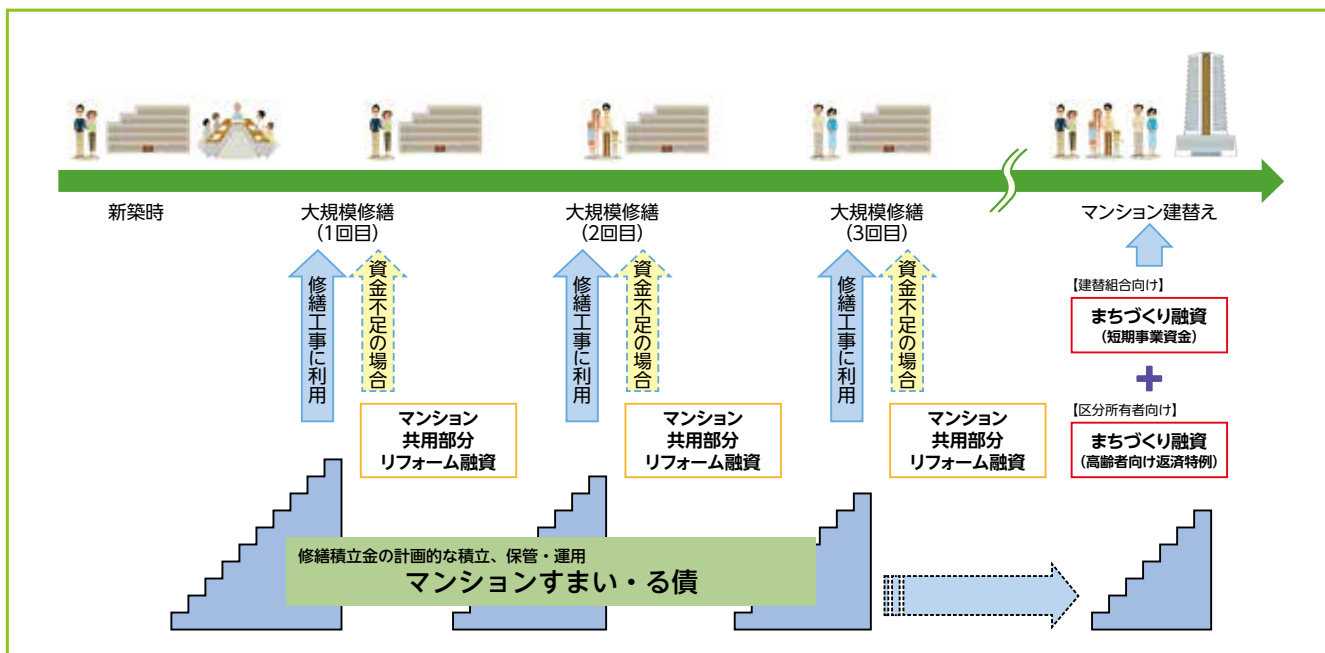 新築時
大規模修繕
(1回目)
大規模修繕
(2回目)
大規模修繕
(3回目)
マンション建替え
修繕工事に利用
資金不足の場合
修繕工事に利用
資金不足の場合
修繕工事に利用
資金不足の場合
マンション
共用部分
リフォーム融資
マンション
共用部分
リフォーム融資
マンション
共用部分
リフォーム融資
【建替組合向け】
まちづくり融資
(短期事業資金)
【区分所有者向け】
まちづくり融資
(高齢者向け返済特例)
修繕積立金の計画的な積立、保管・運用
マンションすまい・る債